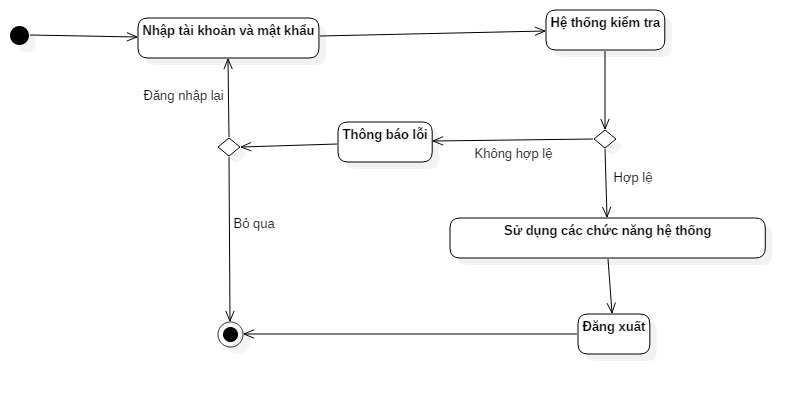 Nhập tài khoản và mật khẩu
Hệ thống kiểm tra
Đăng nhập lại
Thông báo lỗi
Không hợp lệ
Hợp lệ
Bỏ qua
Sử dụng các chức năng hệ thống
Đăng xuất